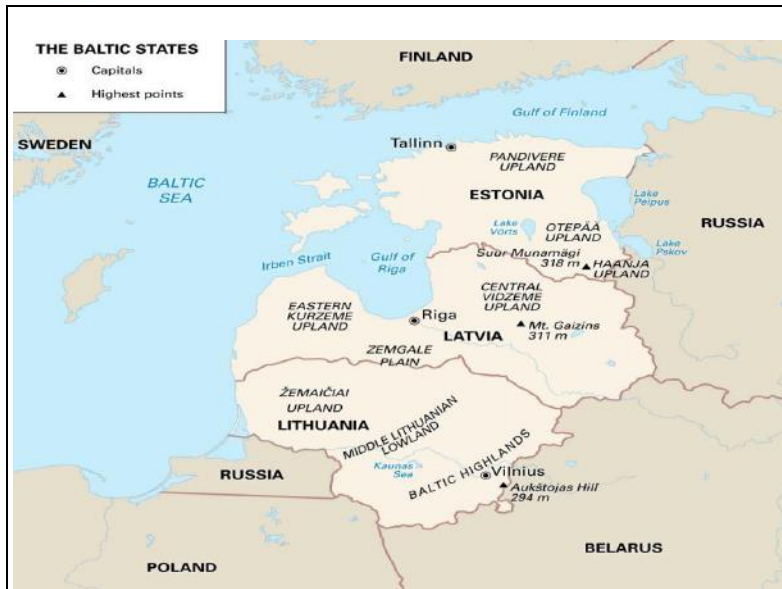 THE BALTIC STATES
Capitals
Highest points
FINLAND
Gulf of Finland
SWEDEN
Tallinn
PANDIVERE
UPLAND
BALTIC
SEA
ESTONIA
Lake
Peipus
RUSSIA
Lake
Vorts
OTEPÄÄ
UPLAND
Lake
Pskov
Irben Strait
Gulf of
Riga
Suur Munamägi
318 m
HAANJA
UPLAND
EASTERN
KURZEME
UPLAND
CENTRAL
VIDZEME
UPLAND
Riga
LATVIA
Mt. Gaizins
311 m
ZEMGALE
PLAIN
ŽEMAIČIAI
UPLAND
LITHUANIA
MIDDLE LITHUANIAN
LOWLAND
Kaunas
Sea
BALTIC HIGHLANDS
Vilnius
RUSSIA
Aukštojas Hill
294 m
BELARUS
POLAND